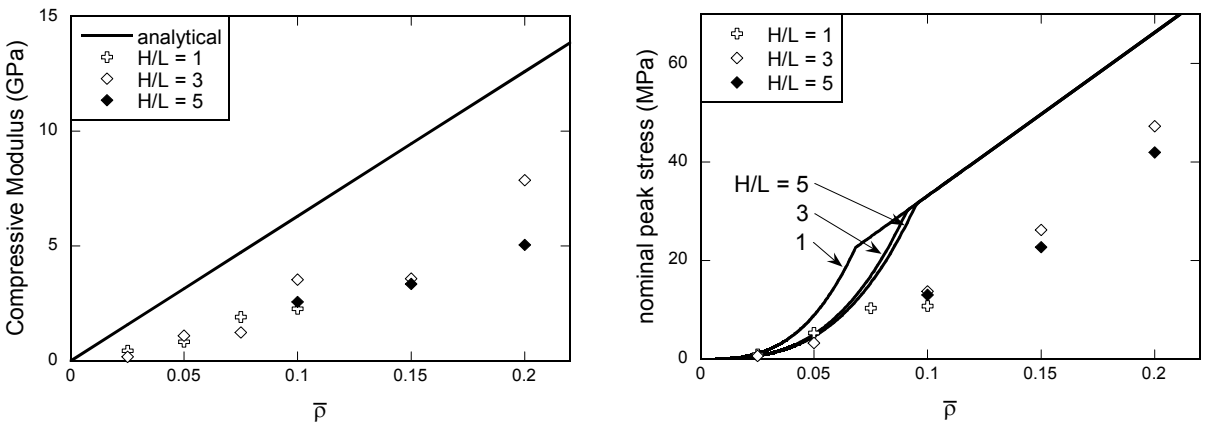 15
10
5
0
Compressive Modulus (GPa)
analytical
H/L = 1
H/L = 3
H/L = 5
0
0.05
0.1
0.15
0.2
ρ̅
60
40
20
0
nominal peak stress (MPa)
H/L = 1
H/L = 3
H/L = 5
H/L = 5
3
1
0
0.05
0.1
0.15
0.2
ρ̅